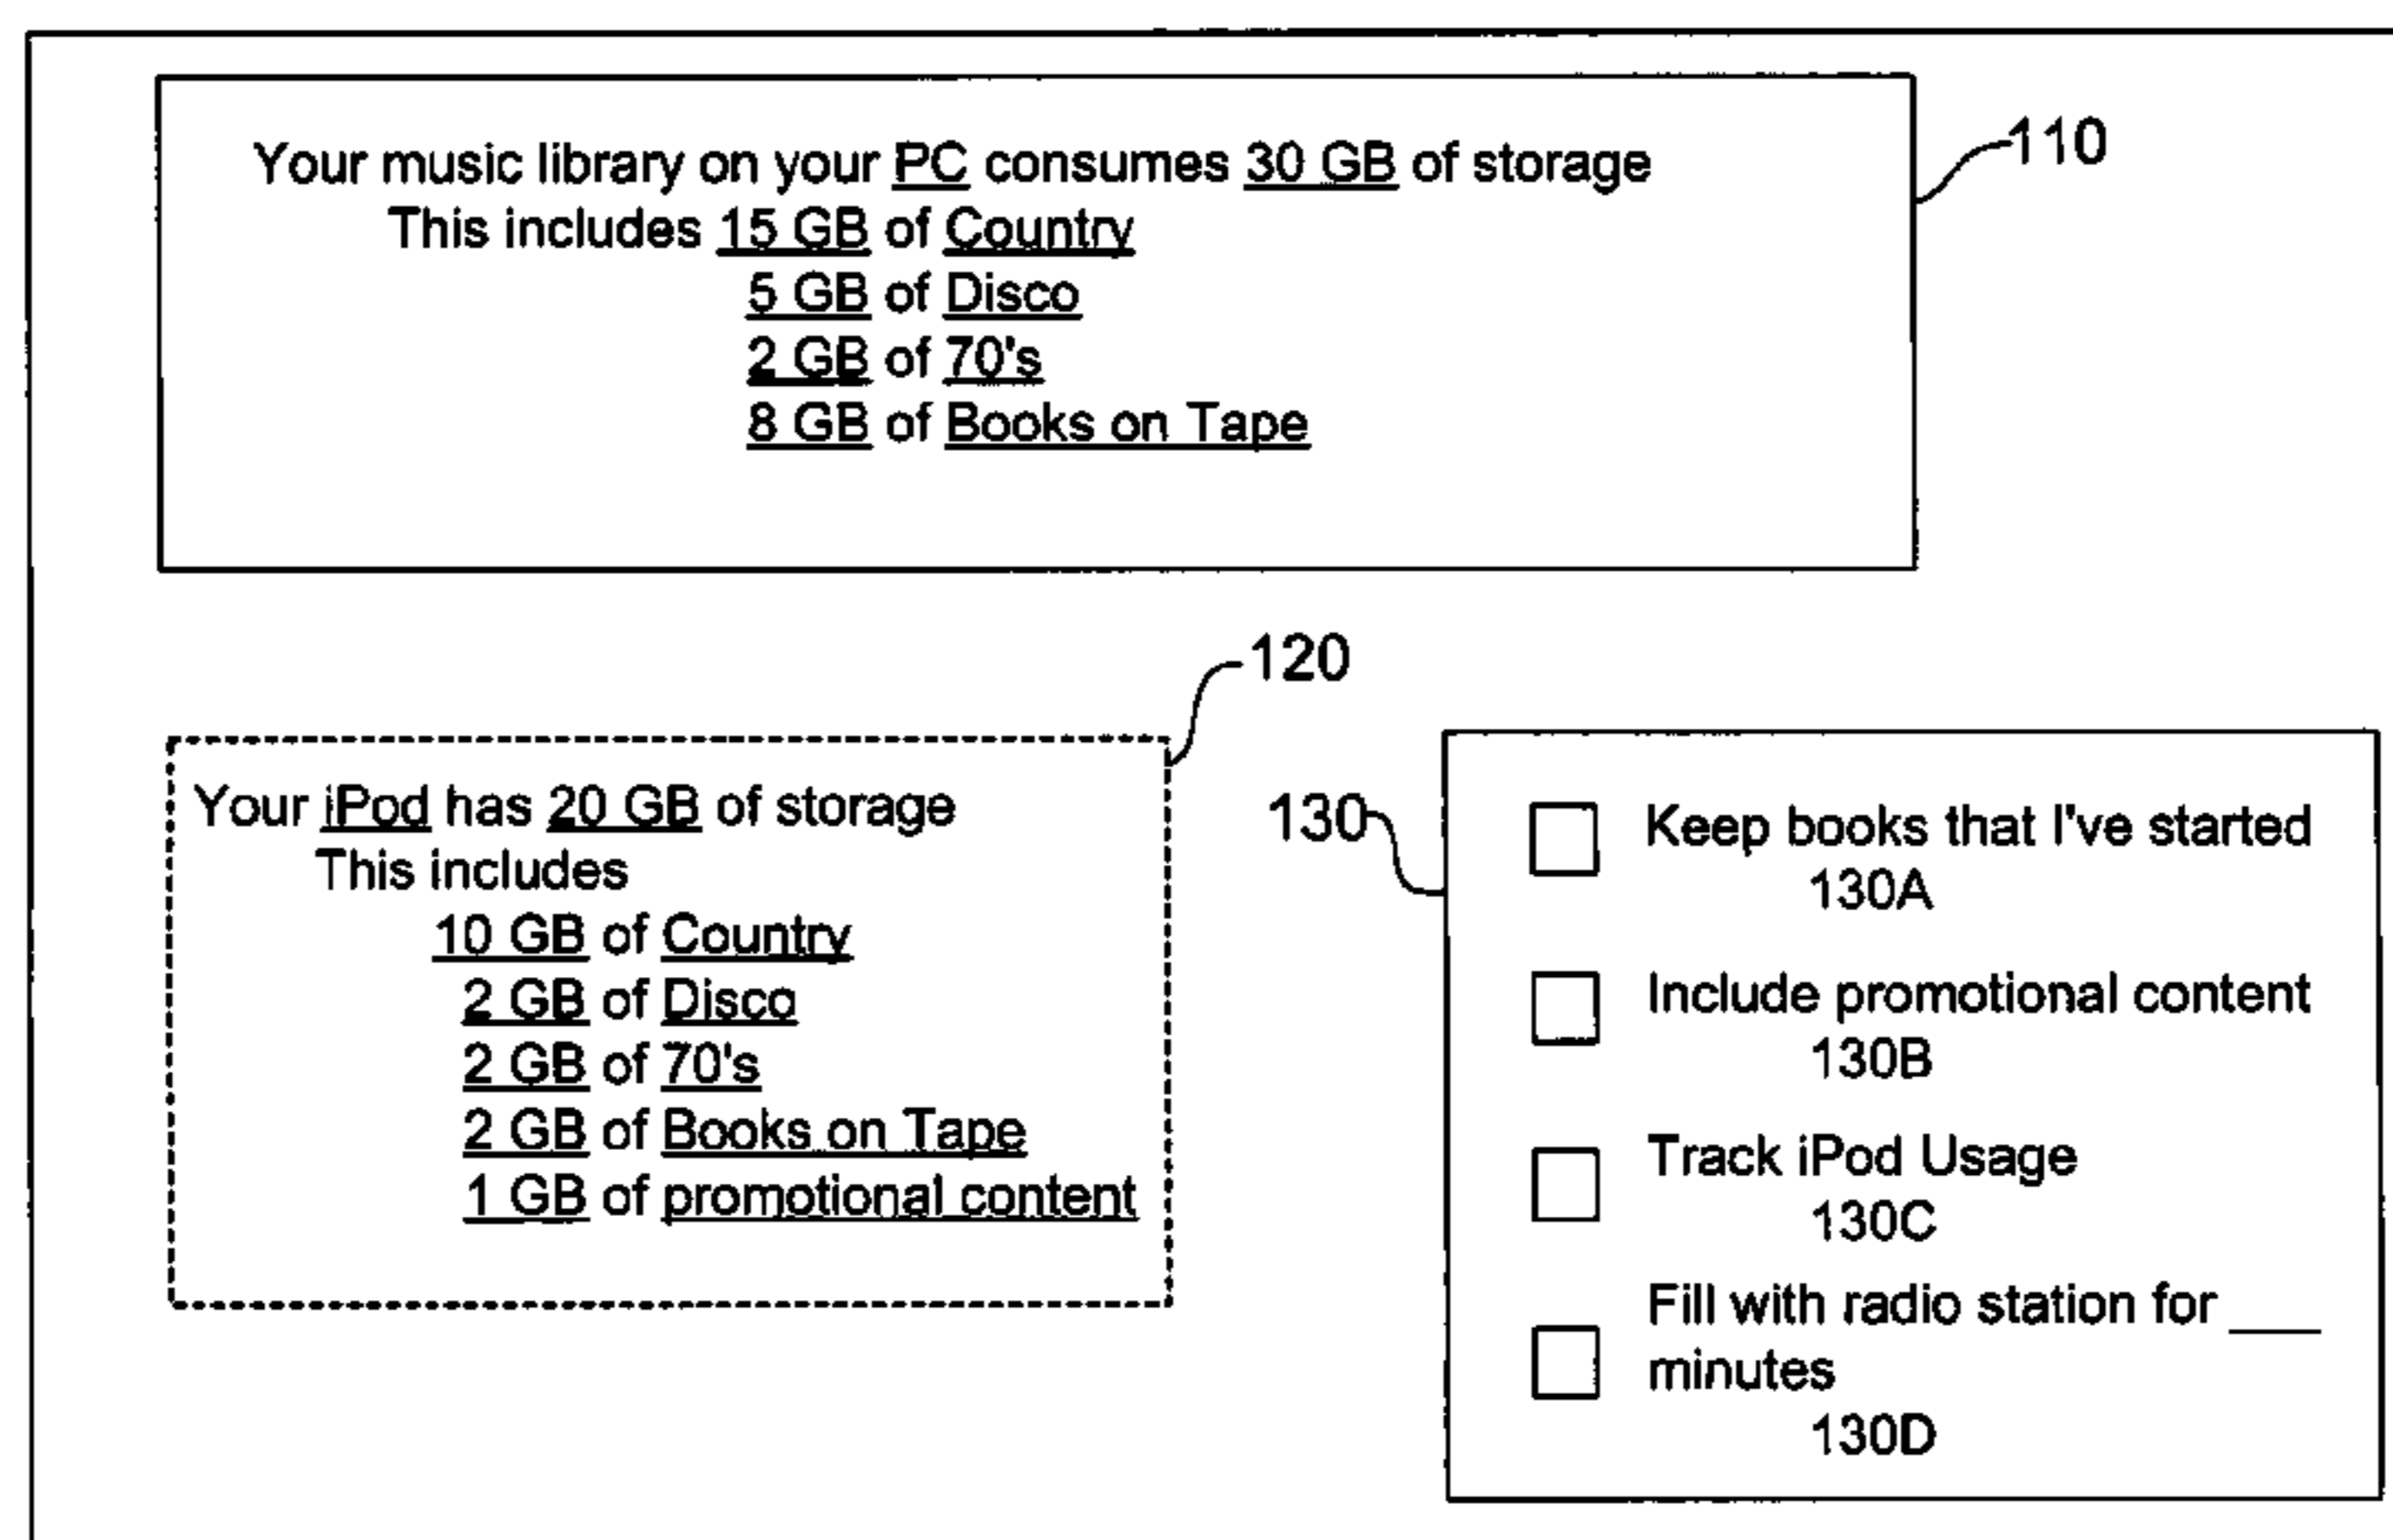 Your music library on your PC consumes 30 GB of storage
This includes 15 GB of Country
5 GB of Disco
2 GB of 70's
8 GB of Books on Tape
110
120
Your iPod has 20 GB of storage
This includes
10 GB of Country
2 GB of Disco
2 GB of 70's
2 GB of Books on Tape
1 GB of promotional content
130
Keep books that I've started
130A
Include promotional content
130B
Track iPod Usage
130C
Fill with radio station for ___
minutes
130D